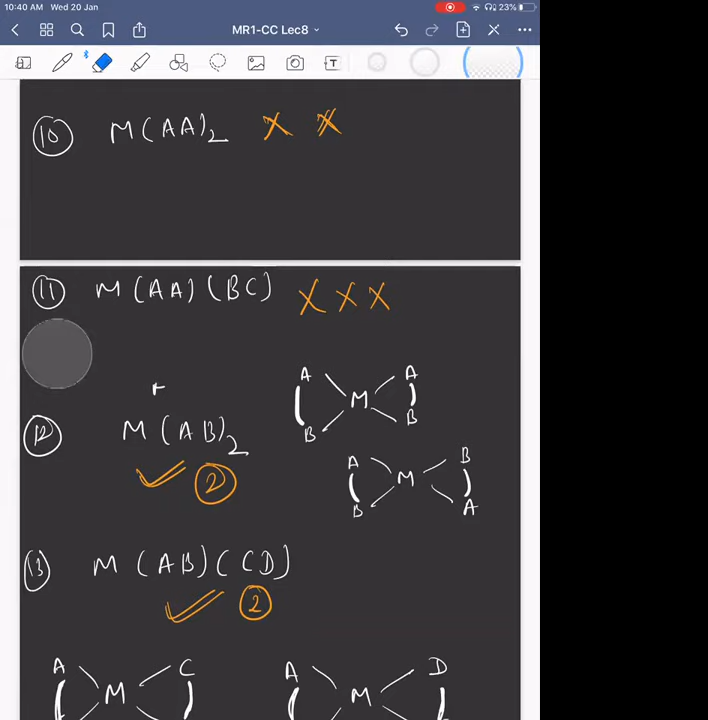 10:40 AM Wed 20 Jan
23%
MR1-CC Lec8
T
10 M(AA)2 X X
11 M(AA)(BC) X X X
A M A
B B
12 M(AB)2
✓ 2
A M B
B A
13 M(AB)(CD)
✓ 2
A M C
A M D